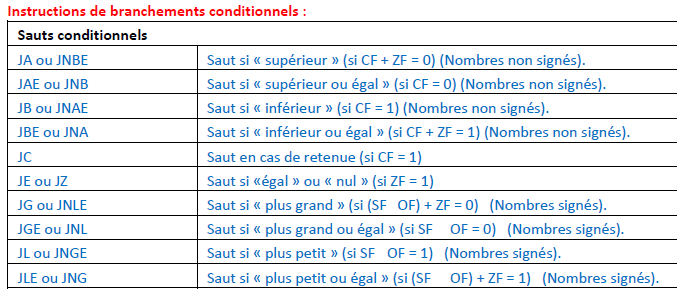 Instructions de branchements conditionnels :
Sauts conditionnels
JA ou JNBE Saut si « supérieur » (si CF + ZF = 0) (Nombres non signés).
JAE ou JNB Saut si « supérieur ou égal » (si CF = 0) (Nombres non signés).
JB ou JNAE Saut si « inférieur » (si CF = 1) (Nombres non signés).
JBE ou JNA Saut si « inférieur ou égal » (si CF + ZF = 1) (Nombres non signés).
JC Saut en cas de retenue (si CF = 1)
JE ou JZ Saut si «égal » ou « nul » (si ZF = 1)
JG ou JNLE Saut si « plus grand » (si (SF OF) + ZF = 0) (Nombres signés).
JGE ou JNL Saut si « plus grand ou égal » (si SF OF = 0) (Nombres signés).
JL ou JNGE Saut si « plus petit » (si SF OF = 1) (Nombres signés).
JLE ou JNG Saut si « plus petit ou égal » (si (SF OF) + ZF = 1) (Nombres signés).